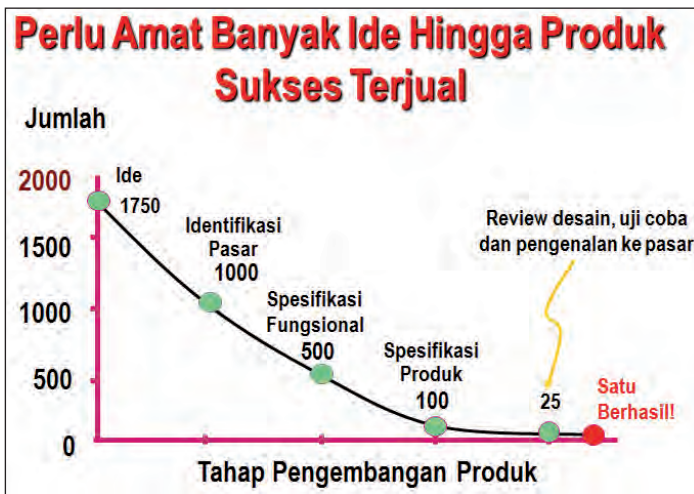 Perlu Amat Banyak Ide Hingga Produk
Sukses Terjual
Jumlah
2000
1500
1000
500
0
Ide
1750
Identifikasi
Pasar
1000
Spesifikasi
Fungsional
500
Spesifikasi
Produk
100
Review desain, uji coba
dan pengenalan ke pasar
25
Satu
Berhasil!
Tahap Pengembangan Produk